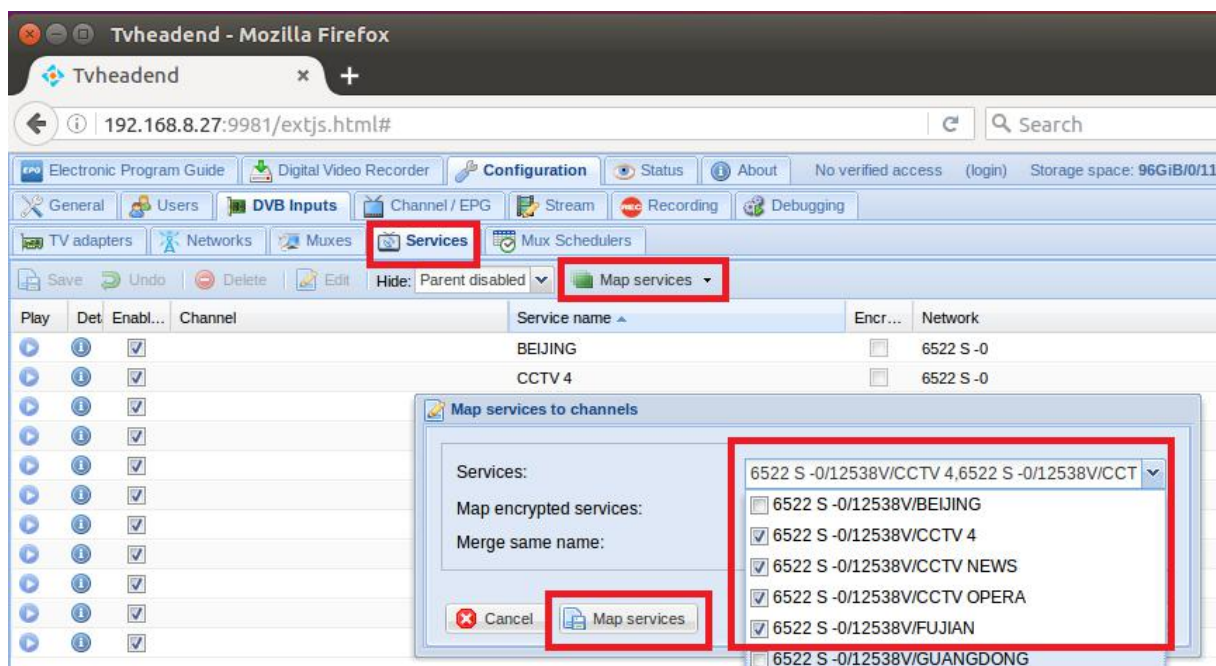 Tvheadend - Mozilla Firefox
Tvheadend
192.168.8.27:9981/extjs.html#
Search
EPG Electronic Program Guide Digital Video Recorder Configuration Status About No verified access (login) Storage space: 96GiB/0/11
General Users DVB Inputs Channel / EPG Stream REC Recording Debugging
TV adapters Networks Muxes Services Mux Schedulers
Save Undo Delete Edit Hide: Parent disabled Map services
Play Det Enabl... Channel Service name Encr... Network
BEIJING 6522 S -0
CCTV 4 6522 S -0
Map services to channels
Services: 6522 S -0/12538V/CCTV 4,6522 S -0/12538V/CCT
6522 S -0/12538V/BEIJING
Map encrypted services:
6522 S -0/12538V/CCTV 4
Merge same name:
6522 S -0/12538V/CCTV NEWS
6522 S -0/12538V/CCTV OPERA
Cancel Map services
6522 S -0/12538V/FUJIAN
6522 S -0/12538V/GUANGDONG